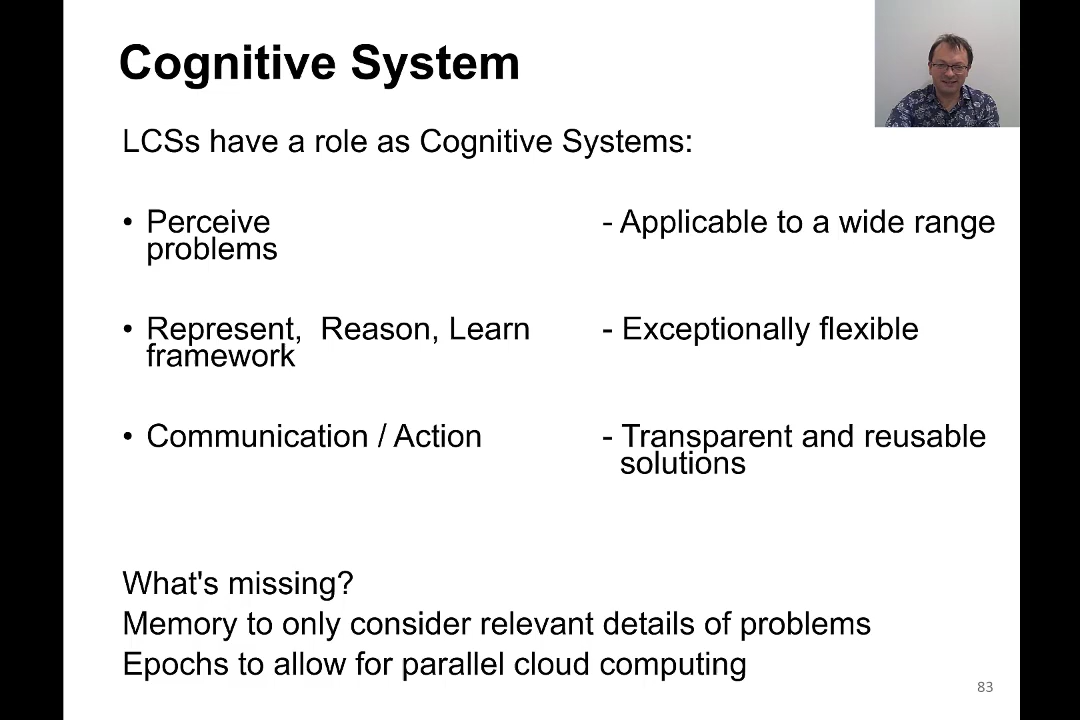 Cognitive System
LCSs have a role as Cognitive Systems:
• Perceive - Applicable to a wide range
problems
• Represent, Reason, Learn - Exceptionally flexible
framework
• Communication / Action - Transparent and reusable
solutions
What's missing?
Memory to only consider relevant details of problems
Epochs to allow for parallel cloud computing
83